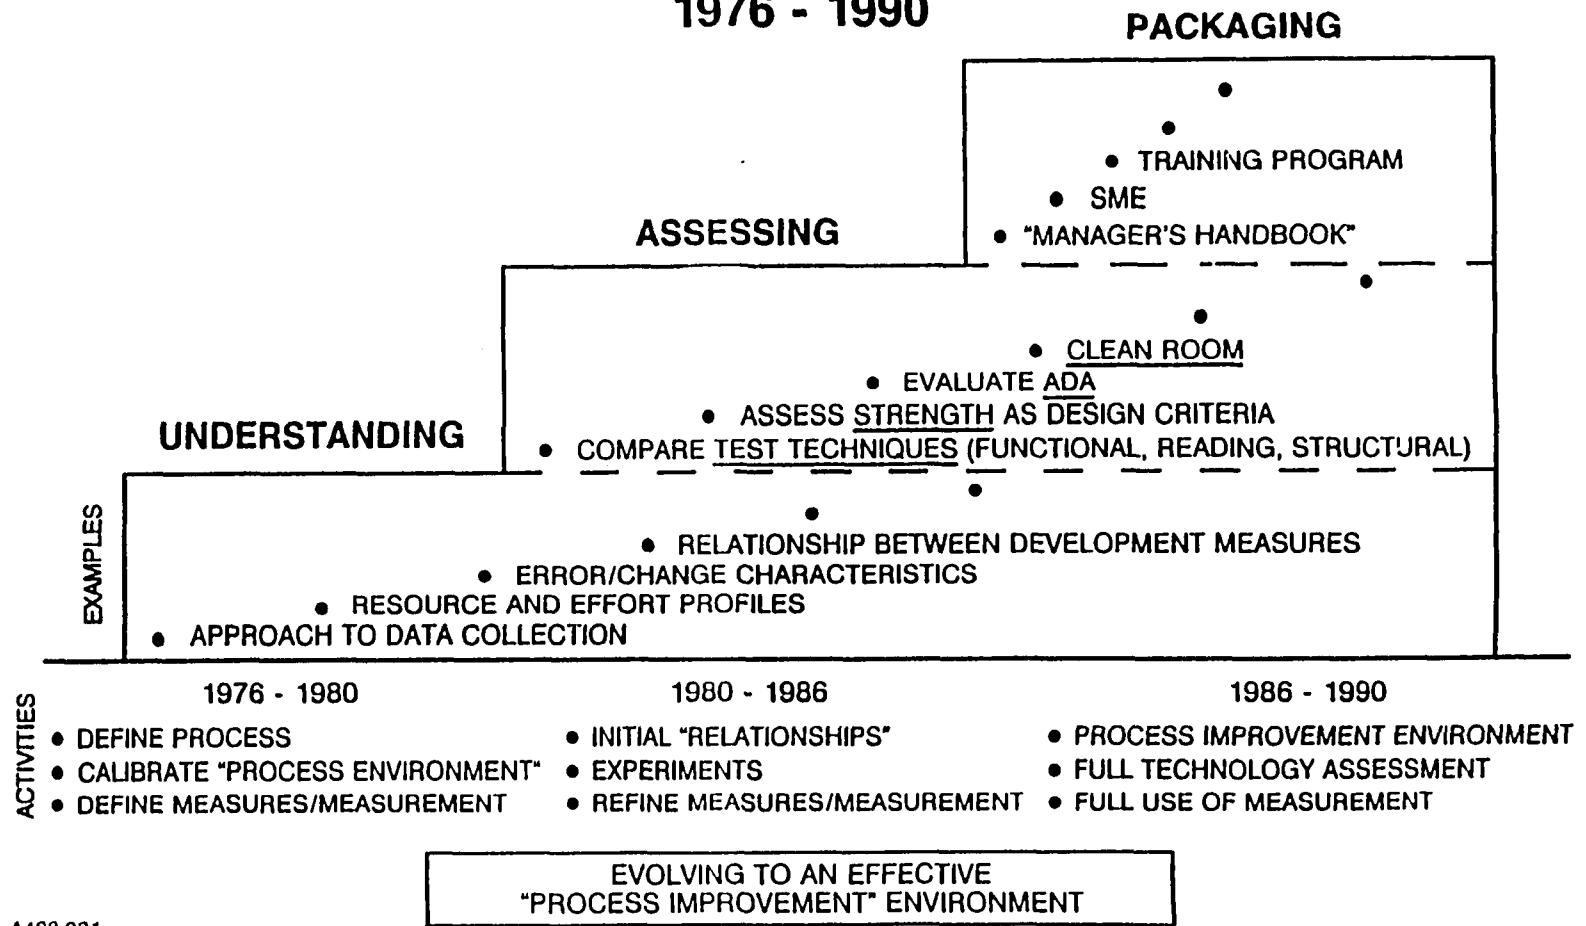 1976 - 1990
PACKAGING
• TRAINING PROGRAM
• SME
• "MANAGER'S HANDBOOK"
ASSESSING
• CLEAN ROOM
• EVALUATE ADA
• ASSESS STRENGTH AS DESIGN CRITERIA
• COMPARE TEST TECHNIQUES (FUNCTIONAL, READING, STRUCTURAL)
UNDERSTANDING
EXAMPLES
• RELATIONSHIP BETWEEN DEVELOPMENT MEASURES
• ERROR/CHANGE CHARACTERISTICS
• RESOURCE AND EFFORT PROFILES
• APPROACH TO DATA COLLECTION
ACTIVITIES
1976 - 1980
• DEFINE PROCESS
• CALIBRATE "PROCESS ENVIRONMENT"
• DEFINE MEASURES/MEASUREMENT
1980 - 1986
• INITIAL "RELATIONSHIPS"
• EXPERIMENTS
• REFINE MEASURES/MEASUREMENT
1986 - 1990
• PROCESS IMPROVEMENT ENVIRONMENT
• FULL TECHNOLOGY ASSESSMENT
• FULL USE OF MEASUREMENT
EVOLVING TO AN EFFECTIVE
"PROCESS IMPROVEMENT" ENVIRONMENT